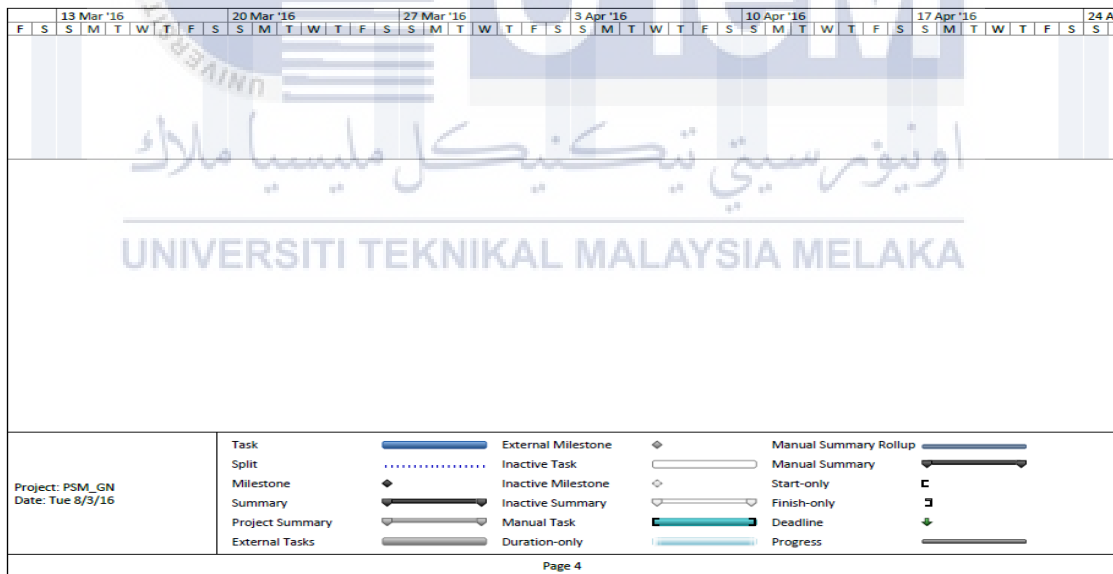 13 Mar '16 20 Mar '16 27 Mar '16 3 Apr '16 10 Apr '16 17 Apr '16 24 A
F S S M T W T F S S M T W T F S S M T W T F S S M T W T F S S M T W T F S S M T W T F S S
اونيۏرسيتي تيكنيكل مليسيا ملاك
UNIVERSITI TEKNIKAL MALAYSIA MELAKA
Project: PSM_GN
Date: Tue 8/3/16
Task
Split
Milestone
Summary
Project Summary
External Tasks
External Milestone
Inactive Task
Inactive Milestone
Inactive Summary
Manual Task
Duration-only
Manual Summary Rollup
Manual Summary
Start-only
Finish-only
Deadline
Progress
Page 4